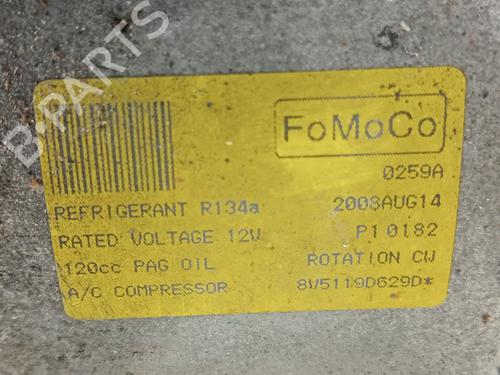 FoMoCo
0259A
REFRIGERANT R134a 2008AUG14
RATED VOLTAGE 12V P10182
120cc PAG OIL ROTATION CW
A/C COMPRESSOR 8V5119D629D*
B-PARTS